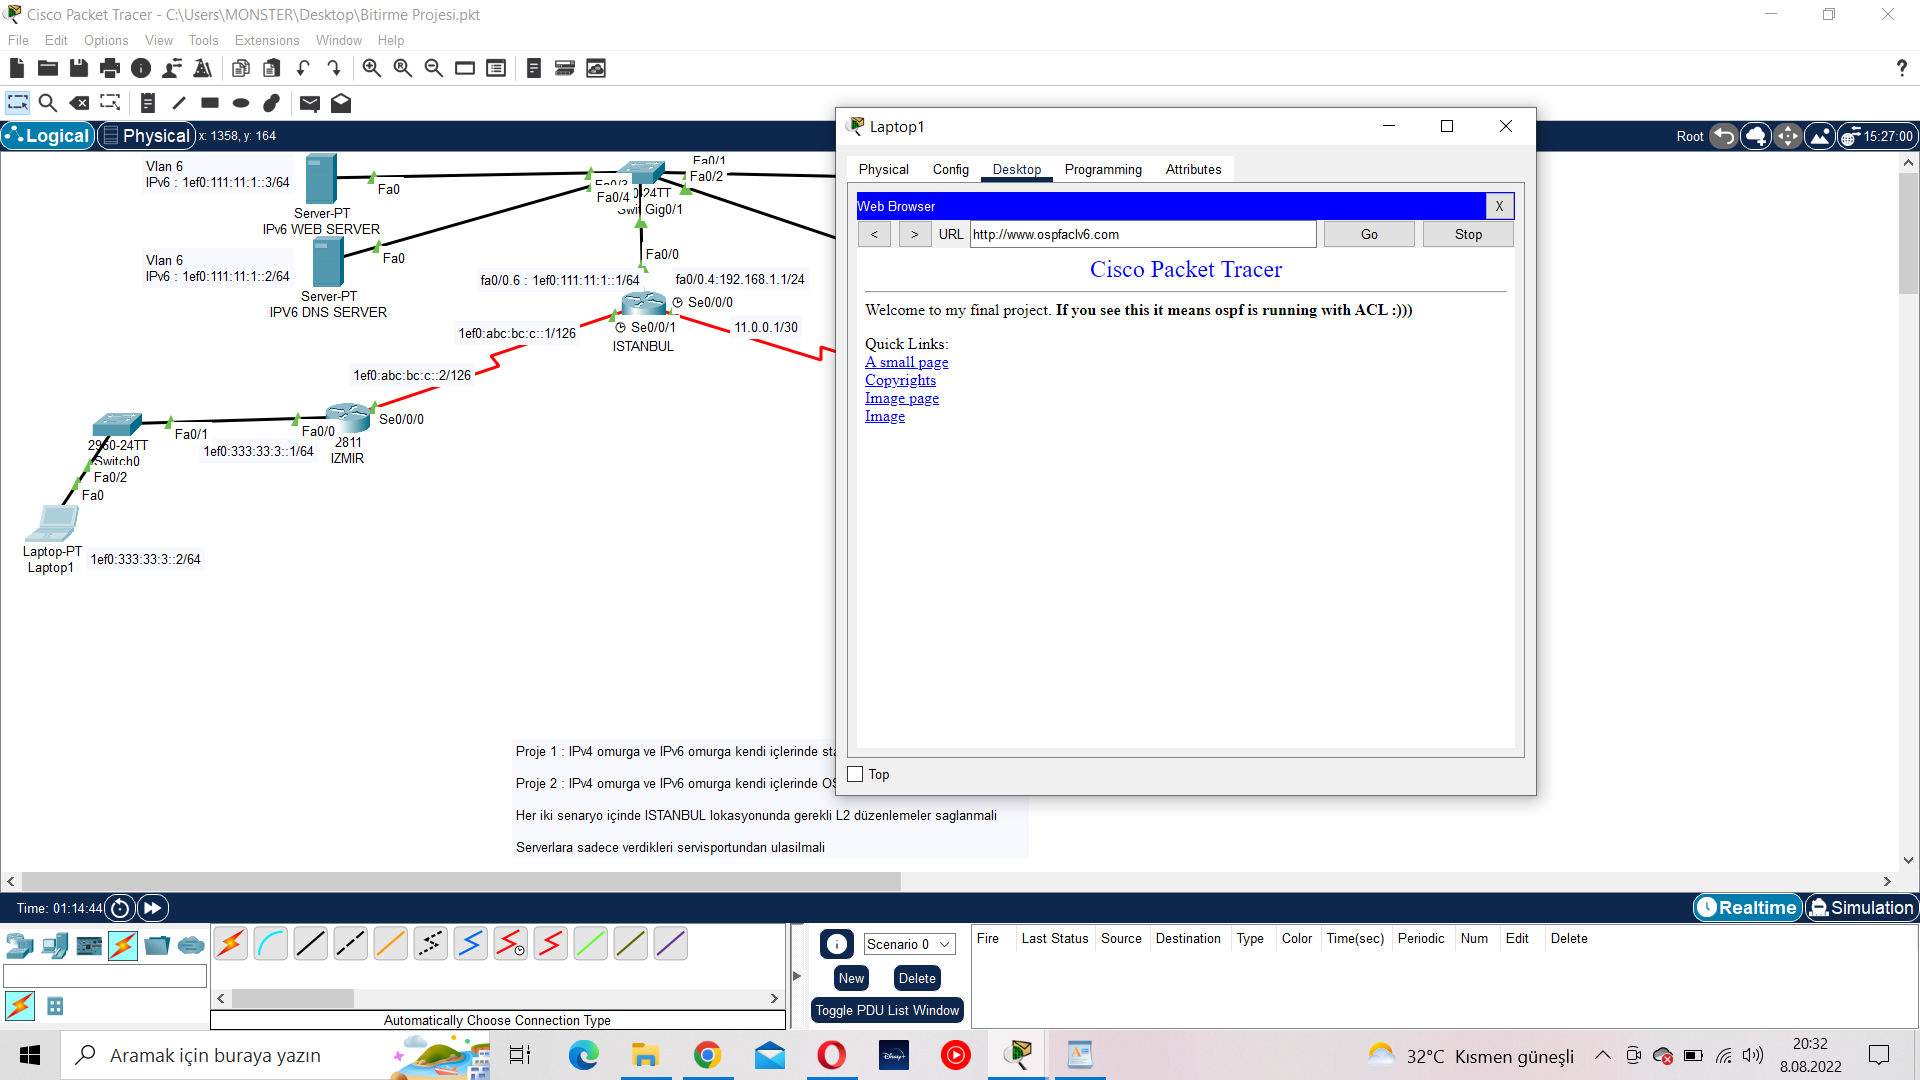 Cisco Packet Tracer - C:\Users\MONSTER\Desktop\Bitirme Projesi.pkt
File Edit Options View Tools Extensions Window Help
?
Logical Physical x: 1358, y: 164
Root 15:27:00
Vlan 6
IPv6 : 1ef0:111:11:1::3/64
Fa0
Server-PT
IPv6 WEB SERVER
Vlan 6
IPv6 : 1ef0:111:11:1::2/64
Fa0
Server-PT
IPV6 DNS SERVER
Fa0/1
Fa0/2
Fa0/3
Fa0/4
24TT
Gig0/1
Fa0/0
fa0/0.6 : 1ef0:111:11:1::1/64
fa0/0.4:192.168.1.1/24
Se0/0/0
Se0/0/1
ISTANBUL
11.0.0.1/30
1ef0:abc:bc:c::1/126
1ef0:abc:bc:c::2/126
Se0/0/0
Fa0/0
2811
IZMIR
Fa0/1
1ef0:333:33:3::1/64
2950-24TT
Switch0
Fa0/2
Fa0
Laptop-PT
Laptop1
1ef0:333:33:3::2/64
Proje 1 : IPv4 omurga ve IPv6 omurga kendi içlerinde sta
Proje 2 : IPv4 omurga ve IPv6 omurga kendi içlerinde OS
Her iki senaryo içinde ISTANBUL lokasyonunda gerekli L2 düzenlemeler saglanmali
Serverlara sadece verdikleri servisportundan ulasilmali
Laptop1
Physical Config Desktop Programming Attributes
Web Browser X
< > URL http://www.ospfaclv6.com Go Stop
Cisco Packet Tracer
Welcome to my final project. If you see this it means ospf is running with ACL :)))
Quick Links:
A small page
Copyrights
Image page
Image
Top
Time: 01:14:44
Realtime Simulation
Automatically Choose Connection Type
Scenario 0
New Delete
Toggle PDU List Window
Fire Last Status Source Destination Type Color Time(sec) Periodic Num Edit Delete
Aramak için buraya yazın
Disney+
32°C Kısmen güneşli
20:32
8.08.2022